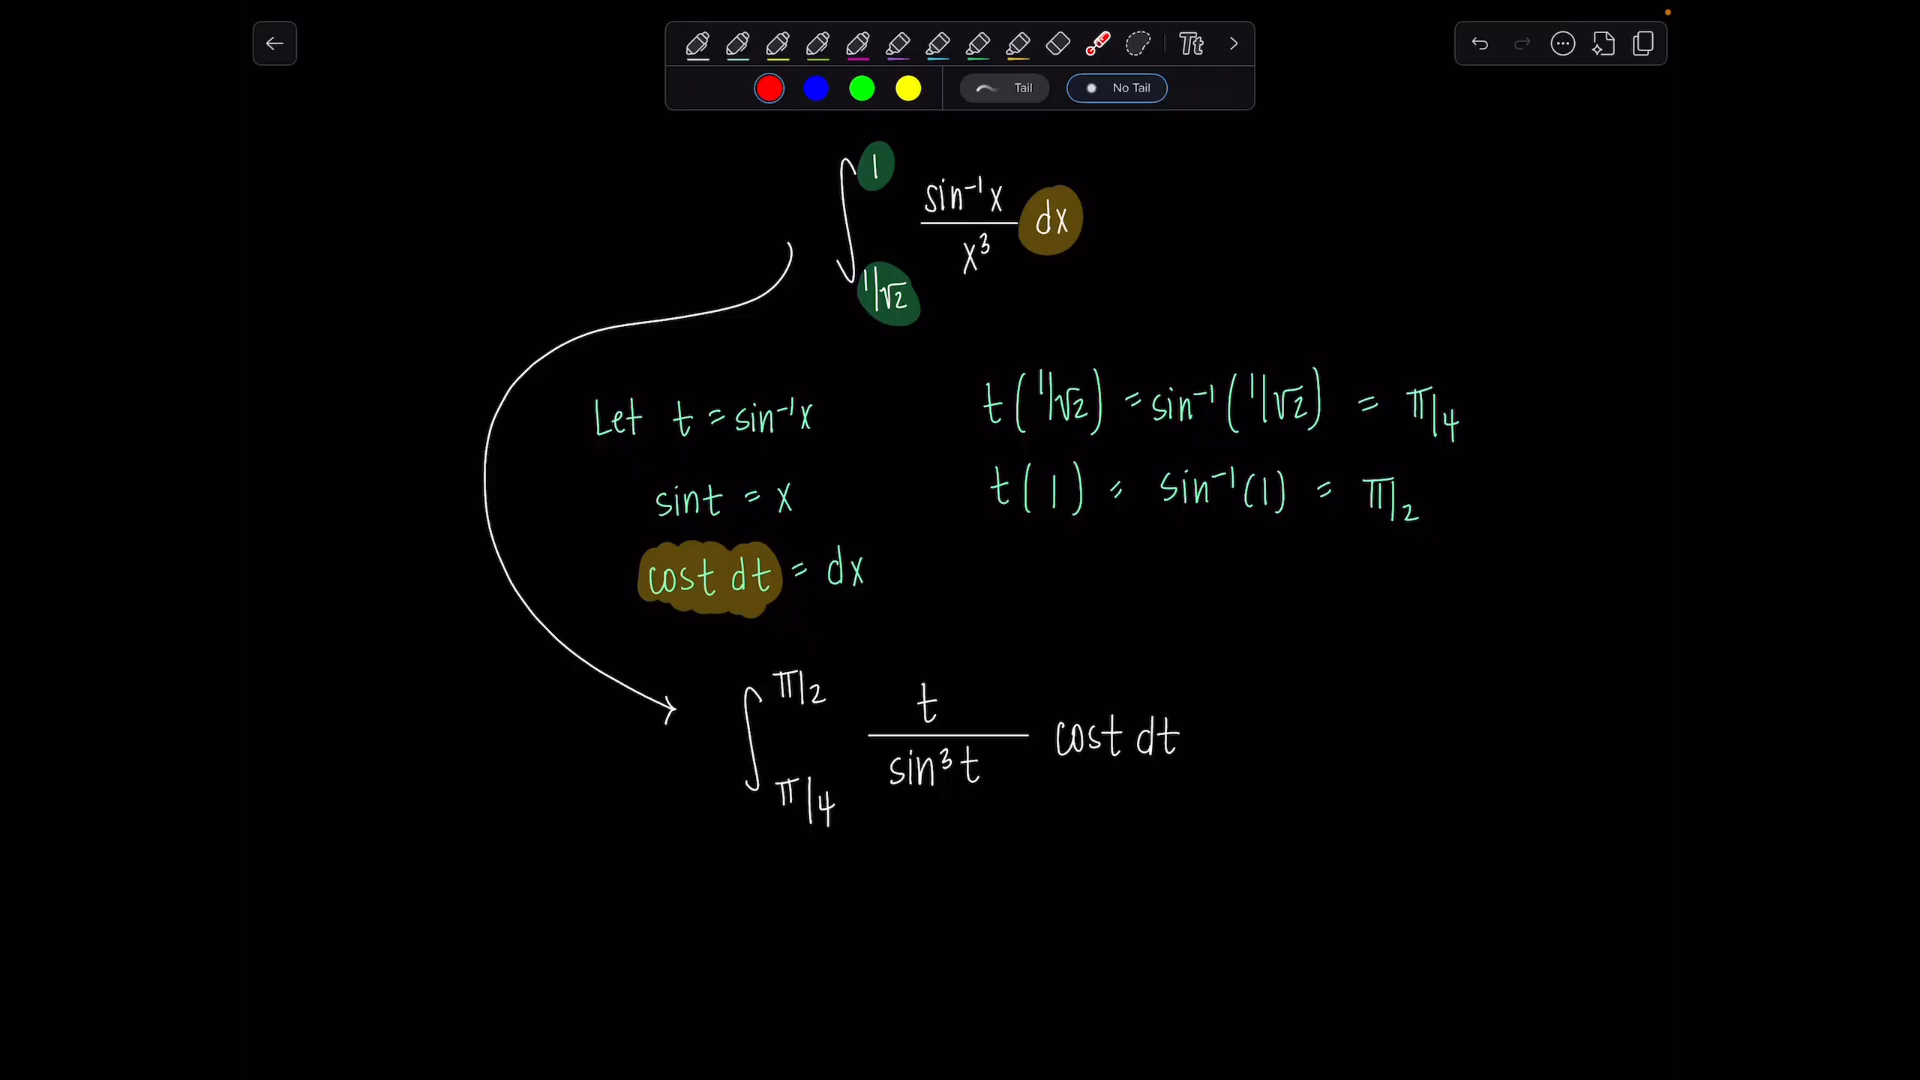 Tt
Tail No Tail
∫_{1/√2}^{1} sin⁻¹x / x³ dx
Let t = sin⁻¹x
sint = x
cost dt = dx
t(1/√2) = sin⁻¹(1/√2) = π/4
t(1) = sin⁻¹(1) = π/2
∫_{π/4}^{π/2} t / sin³t cost dt